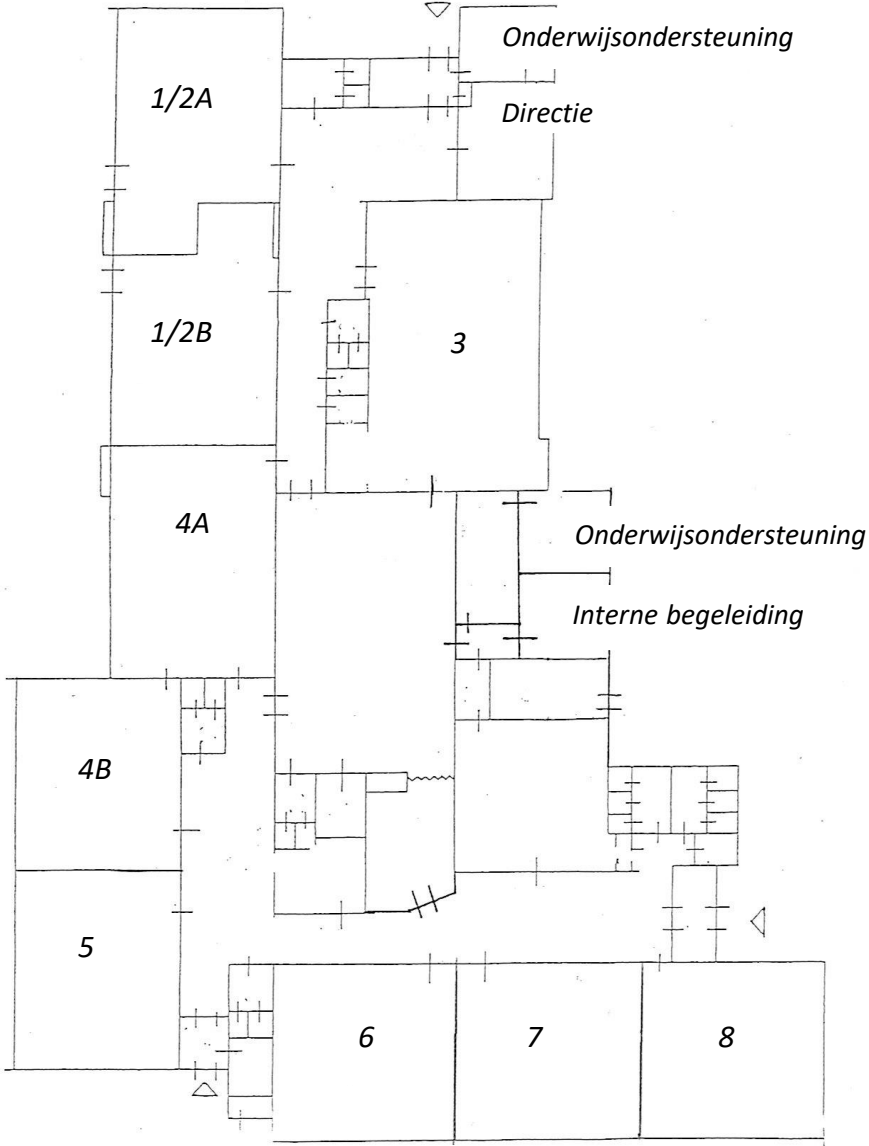 Onderwijsondersteuning
1/2A
Directie
1/2B
3
4A
Onderwijsondersteuning
Interne begeleiding
4B
5
6
7
8